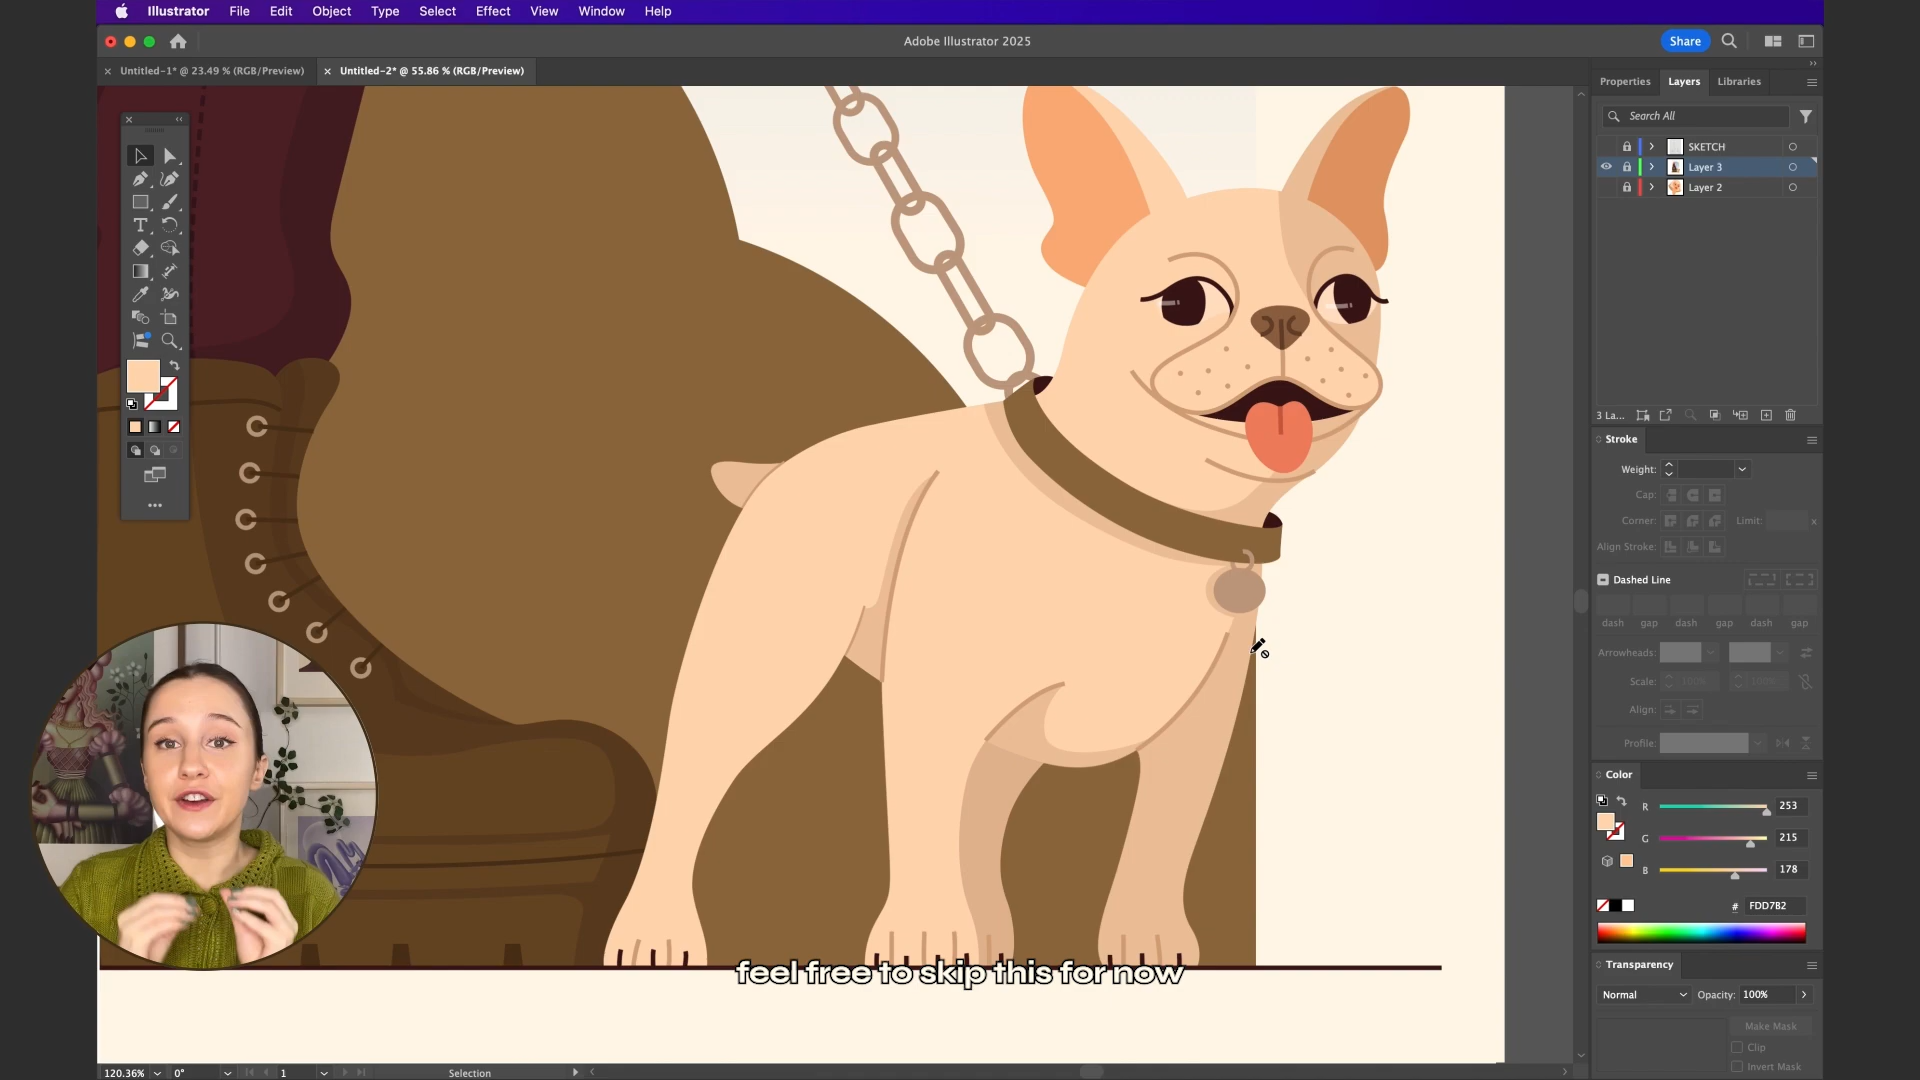 Illustrator File Edit Object Type Select Effect View Window Help
Adobe Illustrator 2025
Share
Untitled-1* @ 23.49 % (RGB/Preview)
Untitled-2* @ 55.86 % (RGB/Preview)
Properties Layers Libraries
Search All
SKETCH
Layer 3
Layer 2
3 La...
Stroke
Weight:
Cap:
Corner:
Limit:
x
Align Stroke:
Dashed Line
dash gap dash gap dash gap
Arrowheads:
Scale: 100% 100%
Align:
Profile:
Color
R 253
G 215
B 178
# FDD7B2
Transparency
Normal Opacity: 100%
Make Mask
Clip
Invert Mask
feel free to skip this for now
120.36% 0° 1 Selection